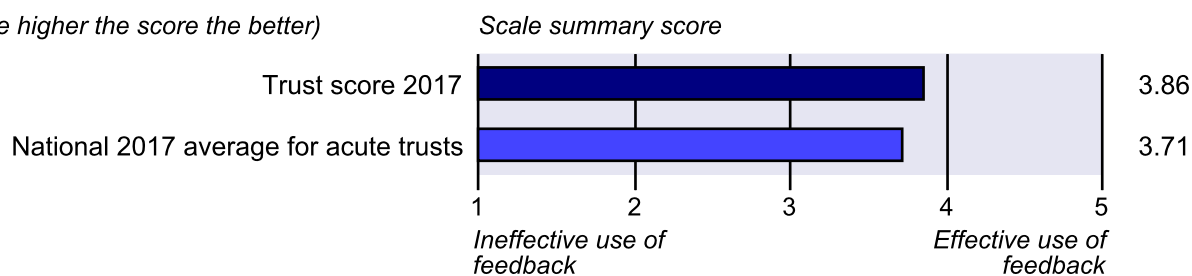 higher the score the better)
Scale summary score
Trust score 2017
3.86
National 2017 average for acute trusts
3.71
1 2 3 4 5
Ineffective use of
feedback
Effective use of
feedback